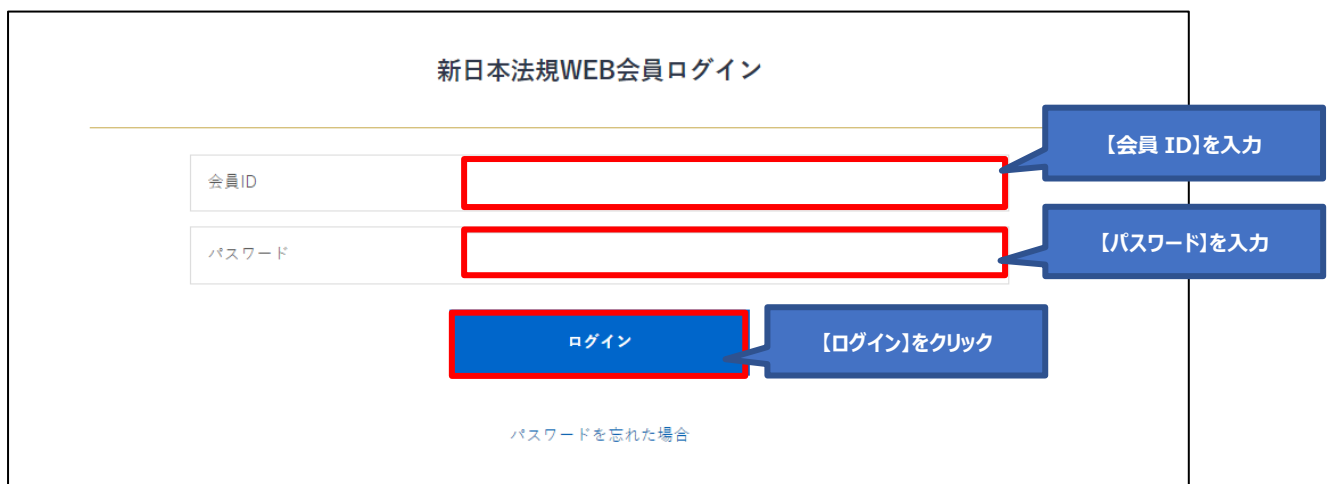 新日本法規WEB会員ログイン
【会員 ID】を入力
会員ID
【パスワード】を入力
パスワード
ログイン
【ログイン】をクリック
パスワードを忘れた場合